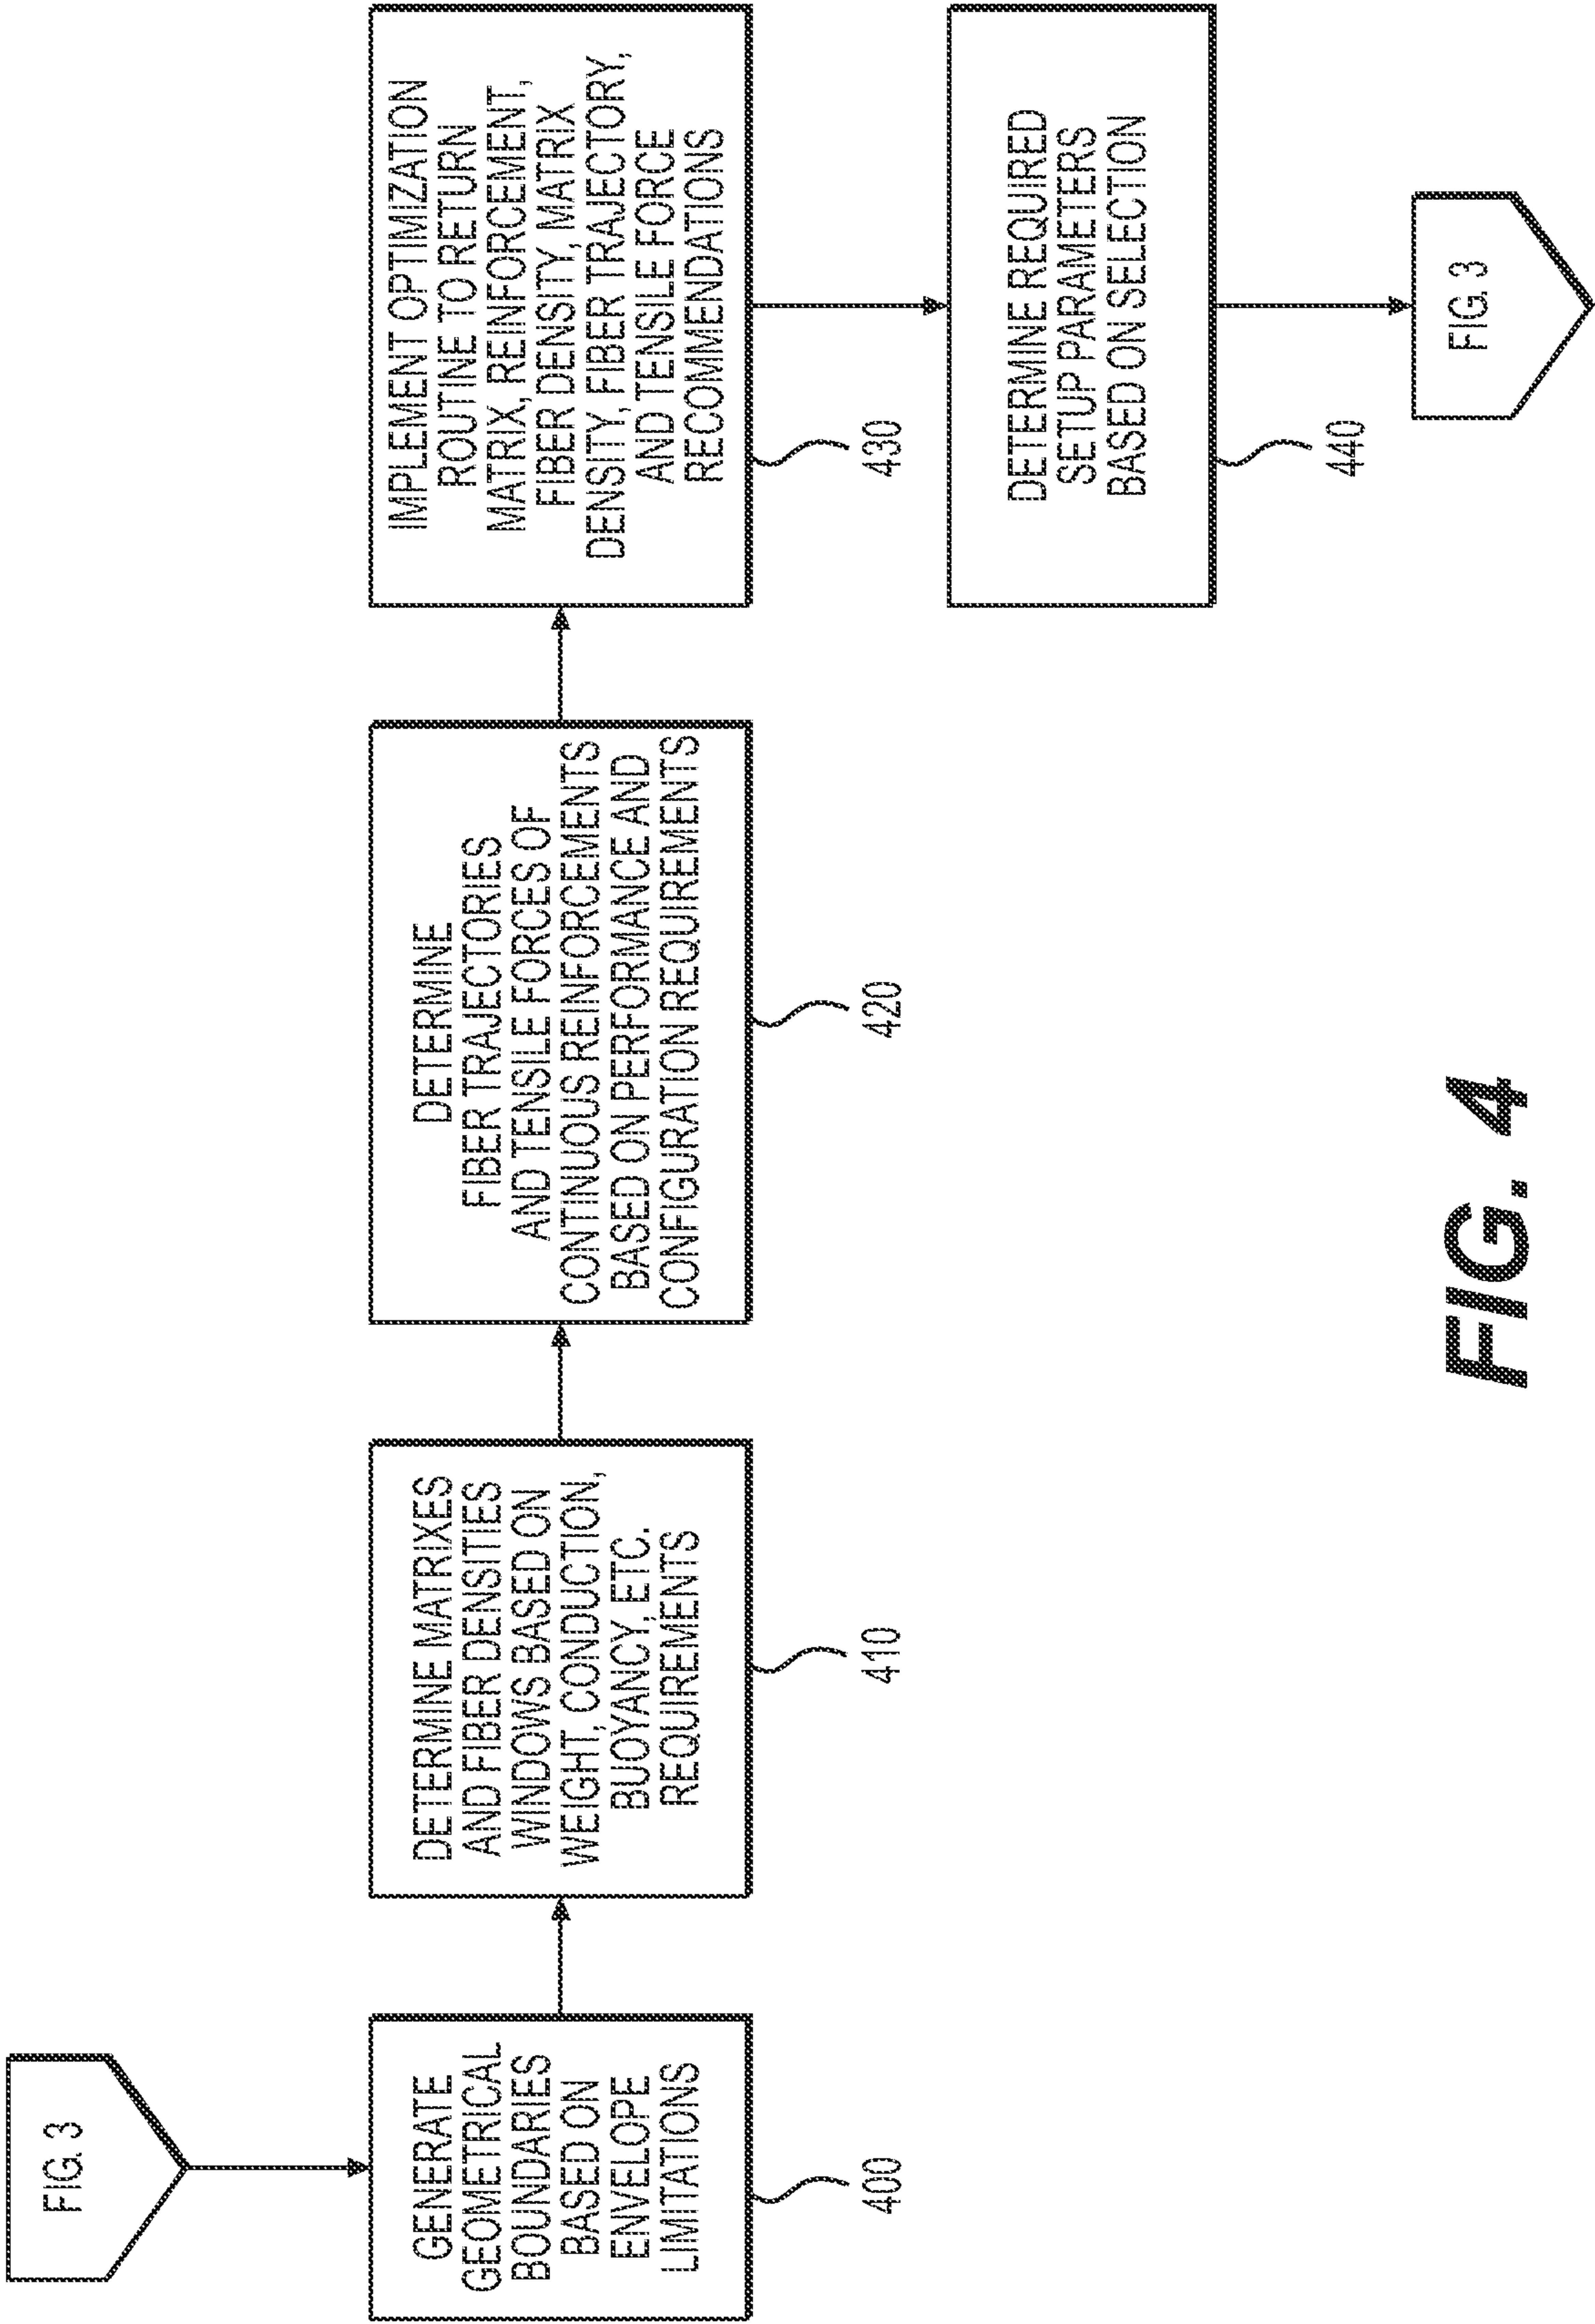 FIG. 3
GENERATE
GEOMETRICAL
BOUNDARIES
BASED ON
ENVELOPE
LIMITATIONS
400
DETERMINE MATRIXES
AND FIBER DENSITIES
WINDOWS BASED ON
WEIGHT, CONDUCTION,
BUOYANCY, ETC.
REQUIREMENTS
410
DETERMINE
FIBER TRAJECTORIES
AND TENSILE FORCES OF
CONTINUOUS REINFORCEMENTS
BASED ON PERFORMANCE AND
CONFIGURATION REQUIREMENTS
420
IMPLEMENT OPTIMIZATION
ROUTINE TO RETURN
MATRIX, REINFORCEMENT,
FIBER DENSITY, MATRIX
DENSITY, FIBER TRAJECTORY,
AND TENSILE FORCE
RECOMMENDATIONS
430
DETERMINE REQUIRED
SETUP PARAMETERS
BASED ON SELECTION
440
FIG. 3
FIG. 4